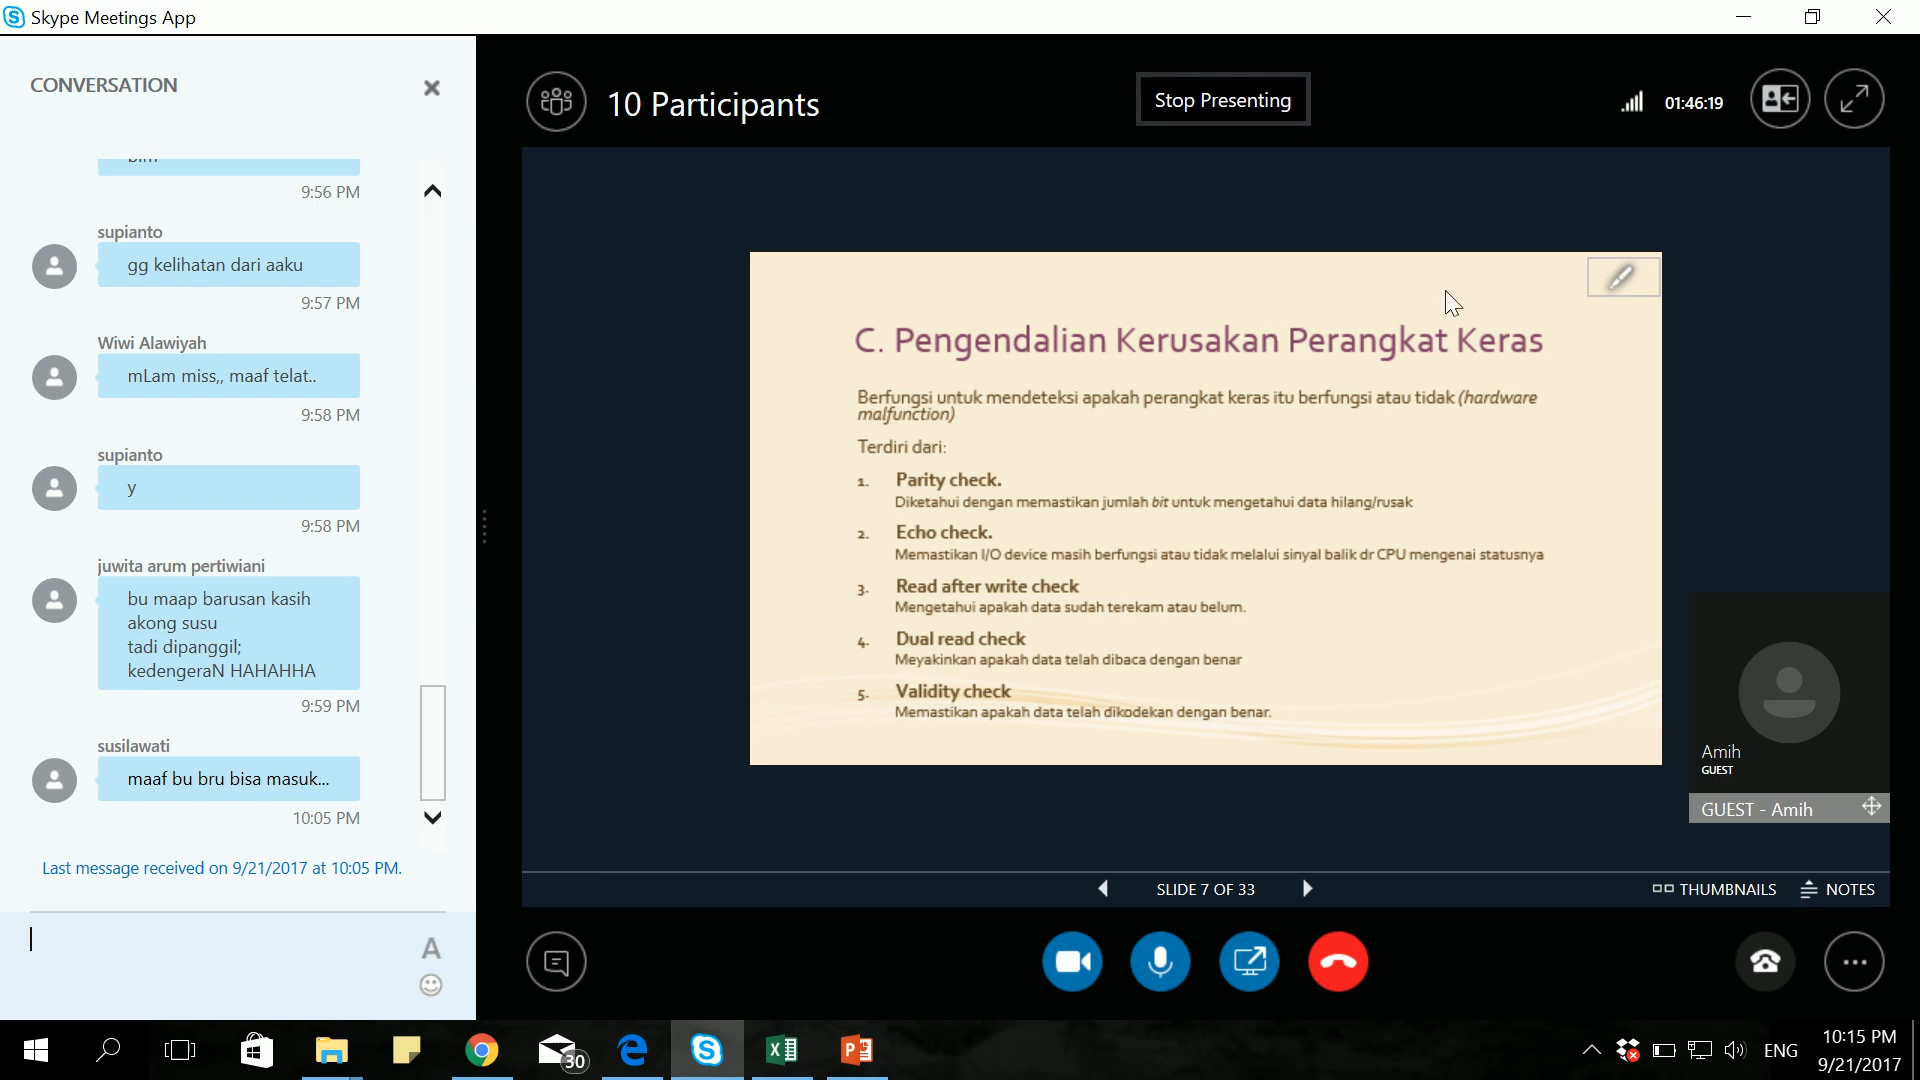 Skype Meetings App
CONVERSATION
9:56 PM
supianto
gg kelihatan dari aaku
9:57 PM
Wiwi Alawiyah
mLam miss,, maaf telat..
9:58 PM
supianto
y
9:58 PM
juwita arum pertiwiani
bu maap barusan kasih
akong susu
tadi dipanggil;
kedengeraN HAHAHHA
9:59 PM
susilawati
maaf bu bru bisa masuk...
10:05 PM
Last message received on 9/21/2017 at 10:05 PM.
A
10 Participants
Stop Presenting
01:46:19
C. Pengendalian Kerusakan Perangkat Keras
Berfungsi untuk mendeteksi apakah perangkat keras itu berfungsi atau tidak (hardware
malfunction)
Terdiri dari:
1. Parity check.
Diketahui dengan memastikan jumlah bit untuk mengetahui data hilang/rusak
2. Echo check.
Memastikan I/O device masih berfungsi atau tidak melalui sinyal balik dr CPU mengenai statusnya
3. Read after write check
Mengetahui apakah data sudah terekam atau belum.
4. Dual read check
Meyakinkan apakah data telah dibaca dengan benar
5. Validity check
Memastikan apakah data telah dikodekan dengan benar.
Amih
GUEST
GUEST - Amih
SLIDE 7 OF 33
THUMBNAILS
NOTES
30
ENG
10:15 PM
9/21/2017